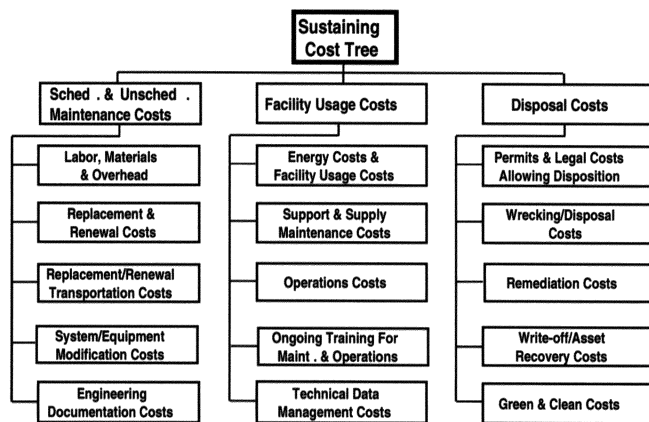 Sustaining
Cost Tree
Sched . & Unsched .
Maintenance Costs
Facility Usage Costs
Disposal Costs
Labor, Materials
& Overhead
Energy Costs &
Facility Usage Costs
Permits & Legal Costs
Allowing Disposition
Replacement &
Renewal Costs
Support & Supply
Maintenance Costs
Wrecking/Disposal
Costs
Replacement/Renewal
Transportation Costs
Operations Costs
Remediation Costs
System/Equipment
Modification Costs
Ongoing Training For
Maint . & Operations
Write-off/Asset
Recovery Costs
Engineering
Documentation Costs
Technical Data
Management Costs
Green & Clean Costs